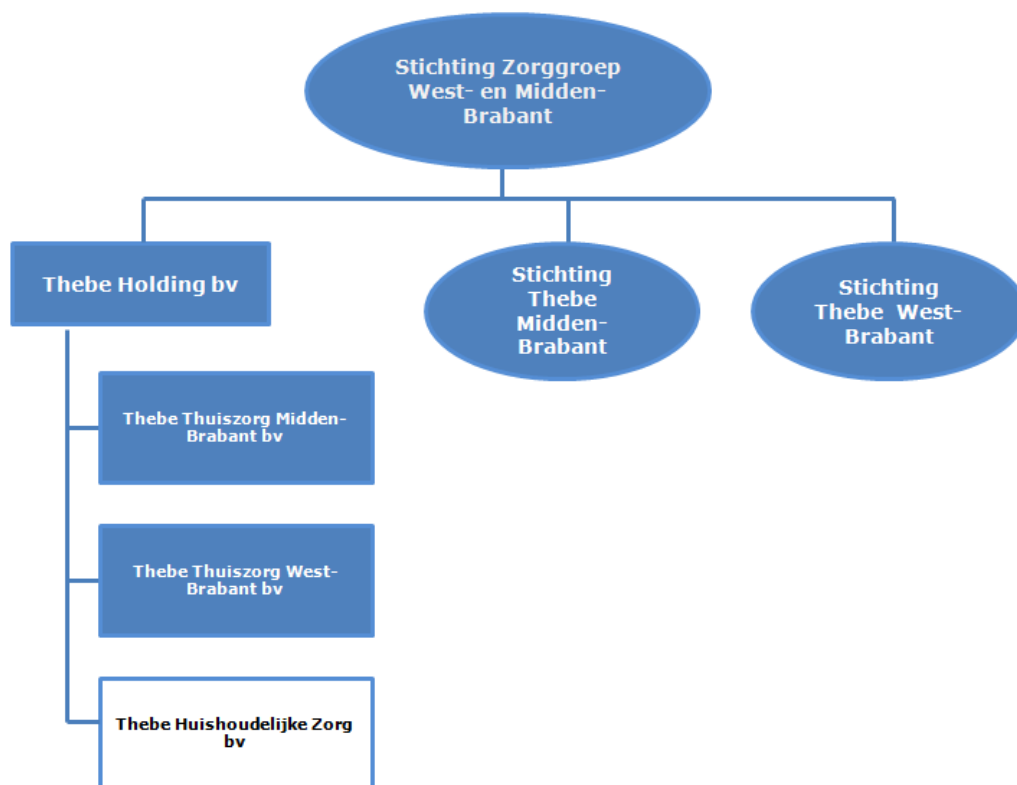 Stichting Zorggroep
West- en Midden-
Brabant
Thebe Holding bv
Stichting
Thebe
Midden-
Brabant
Stichting
Thebe West-
Brabant
Thebe Thuiszorg Midden-
Brabant bv
Thebe Thuiszorg West-
Brabant bv
Thebe Huishoudelijke Zorg
bv